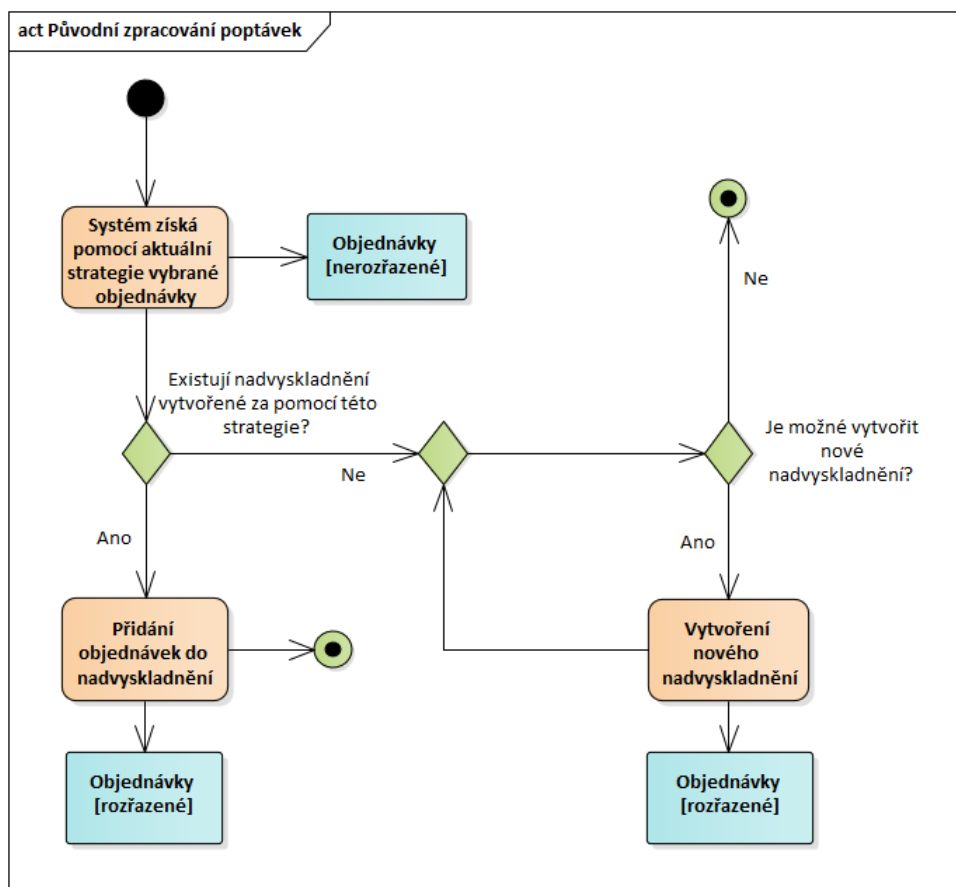 act Původní zpracování poptávek
Systém získá
pomocí aktuální
strategie vybrané
objednávky
Objednávky
[nerozřazené]
Ne
Existují nadvyskladnění
vytvořené za pomocí této
strategie?
Ne
Je možné vytvořit
nové
nadvyskladnění?
Ano
Ano
Přidání
objednávek do
nadvyskladnění
Vytvoření
nového
nadvyskladnění
Objednávky
[rozřazené]
Objednávky
[rozřazené]